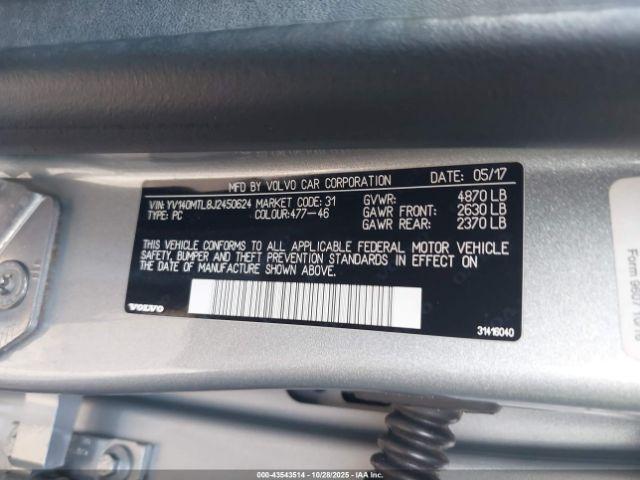 MFD BY VOLVO CAR CORPORATION DATE: 05/17
VIN: YV140MTL8J2450624 MARKET CODE: 31 GVWR: 4870 LB
TYPE: PC COLOUR: 477-46 GAWR FRONT: 2630 LB
GAWR REAR: 2370 LB
THIS VEHICLE CONFORMS TO ALL APPLICABLE FEDERAL MOTOR VEHICLE
SAFETY, BUMPER AND THEFT PREVENTION STANDARDS IN EFFECT ON
THE DATE OF MANUFACTURE SHOWN ABOVE.
VOLVO
31416040
000-43543514 | 10/28/2025 | IAAI.COM